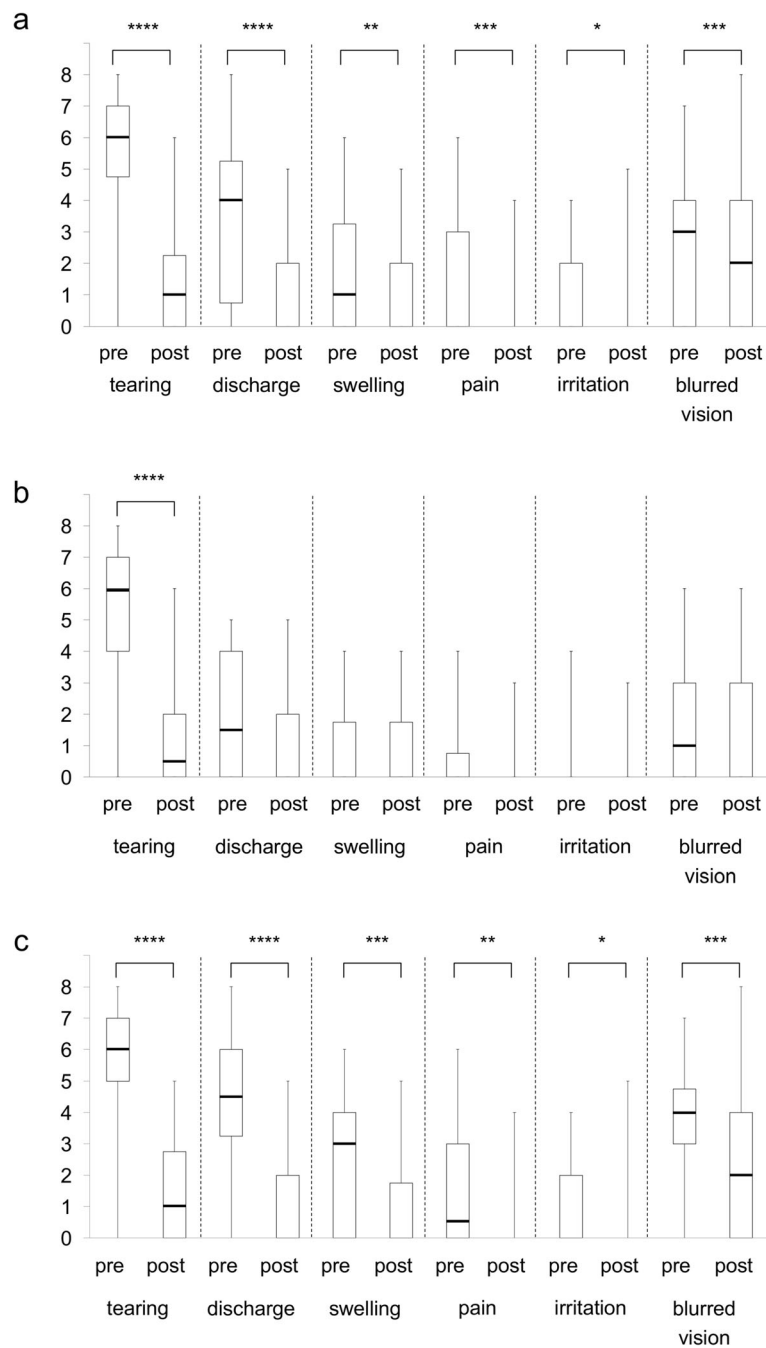 a
**** **** ** *** * ***
8
7
6
5
4
3
2
1
0
pre post pre post pre post pre post pre post pre post
tearing discharge swelling pain irritation blurred
vision
b
****
8
7
6
5
4
3
2
1
0
pre post pre post pre post pre post pre post pre post
tearing discharge swelling pain irritation blurred
vision
c
**** **** *** ** * ***
8
7
6
5
4
3
2
1
0
pre post pre post pre post pre post pre post pre post
tearing discharge swelling pain irritation blurred
vision